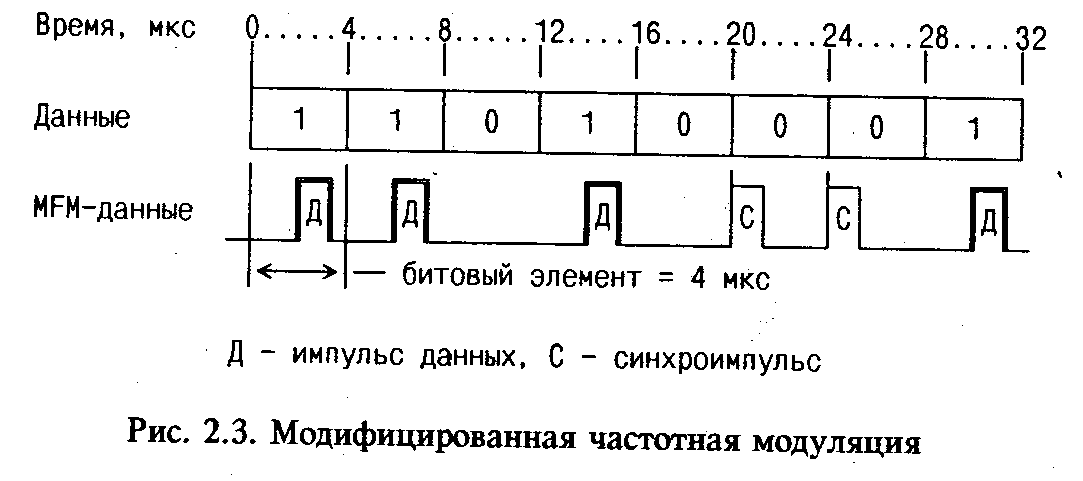 Время, мкс 0.....4....8.....12....16....20....24....28....32
Данные 1 1 0 1 0 0 0 1
MFM-данные Д Д Д С С Д
— битовый элемент = 4 мкс
Д - импульс данных, С - синхроимпульс
Рис. 2.3. Модифицированная частотная модуляция